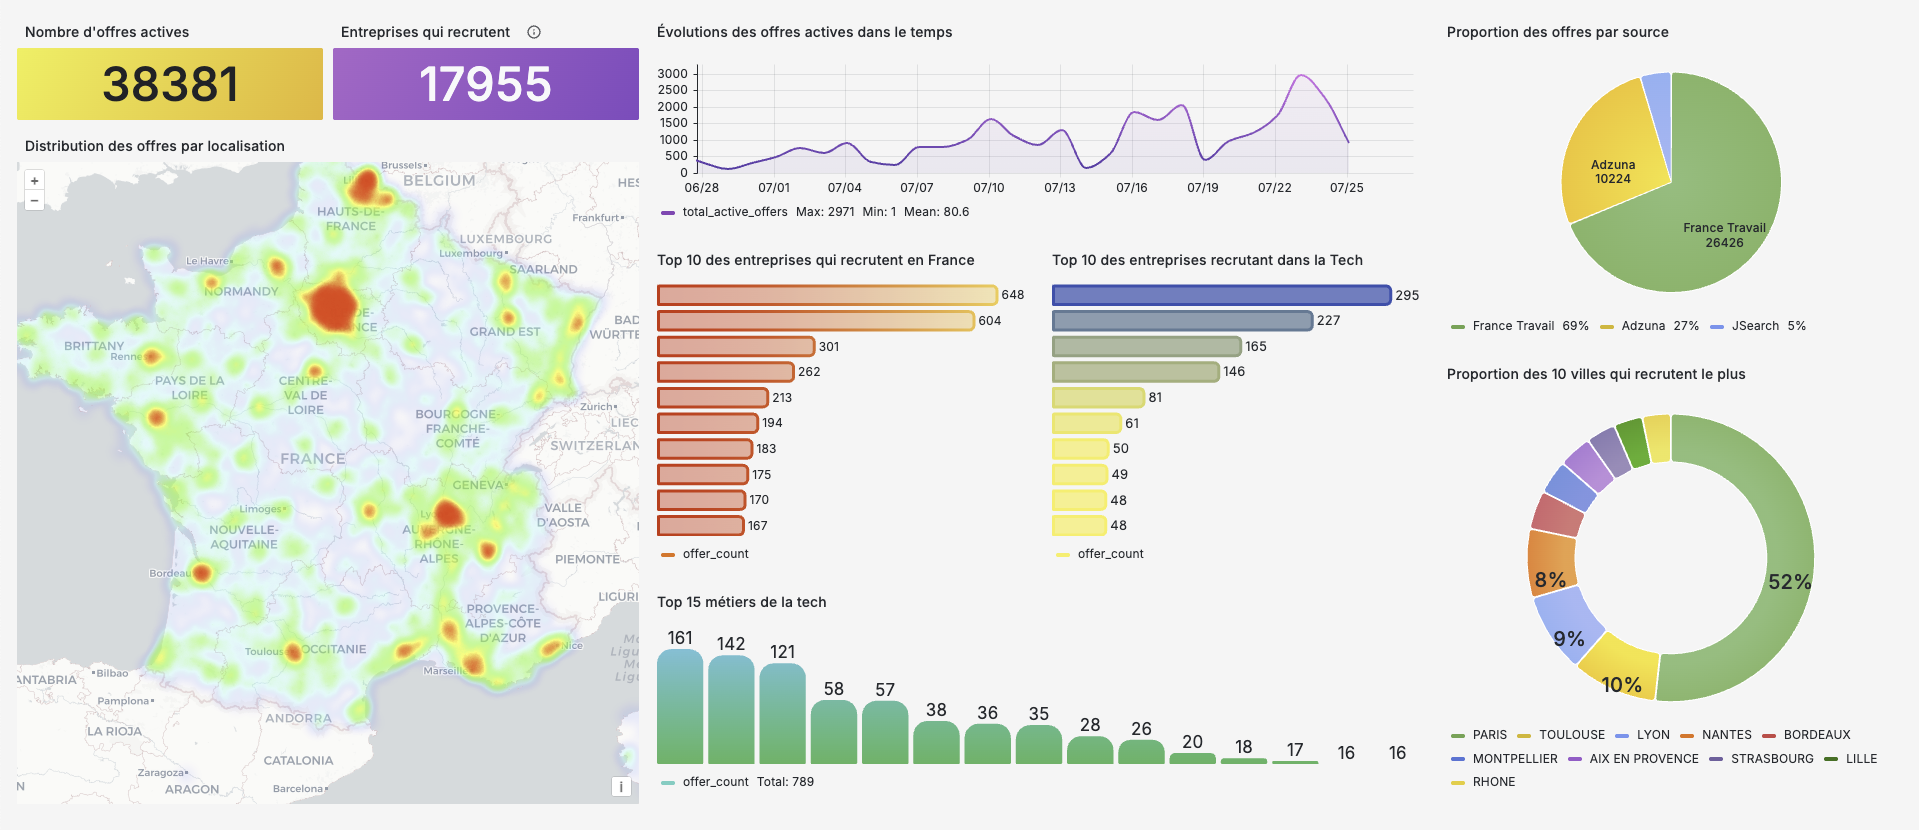 Nombre d'offres actives
38381
Entreprises qui recrutent
17955
Distribution des offres par localisation
+
−
Brussels
BELGIUM
HES
HAUTS-DE-
FRANCE
Frankfurt
LUXEMBOURG
Luxembourg
SAARLAND
Le Havre
NORMANDY
GRAND EST
BAD
WÜRTTE
BRITTANY
PAYS DE LA
LOIRE
CENTRE-
VAL DE
LOIRE
Zurich
BOURGOGNE-
FRANCHE-
COMTÉ
LIEC
SWITZERLAN
FRANCE
GENEVA
Limoges
VALLE
D'AOSTA
NOUVELLE-
AQUITAINE
RHÔNE-
ALPES
PIEMONTE
LIGURI
PROVENCE-
ALPES-CÔTE
D'AZUR
OCCITANIE
Nice
ANTABRIA
Bilbao
Pamplona
ANDORRA
LA RIOJA
CATALONIA
Zaragoza
ARAGON
Barcelona
i
Évolutions des offres actives dans le temps
3000
2500
2000
1500
1000
500
0
06/28 07/01 07/04 07/07 07/10 07/13 07/16 07/19 07/22 07/25
total_active_offers Max: 2971 Min: 1 Mean: 80.6
Top 10 des entreprises qui recrutent en France
648
604
301
262
213
194
183
175
170
167
offer_count
Top 10 des entreprises recrutant dans la Tech
295
227
165
146
81
61
50
49
48
48
offer_count
Top 15 métiers de la tech
161 142 121 58 57 38 36 35 28 26 20 18 17 16 16
offer_count Total: 789
Proportion des offres par source
Adzuna
10224
France Travail
26426
France Travail 69% Adzuna 27% JSearch 5%
Proportion des 10 villes qui recrutent le plus
52%
10%
9%
8%
PARIS TOULOUSE LYON NANTES BORDEAUX
MONTPELLIER AIX EN PROVENCE STRASBOURG LILLE
RHONE